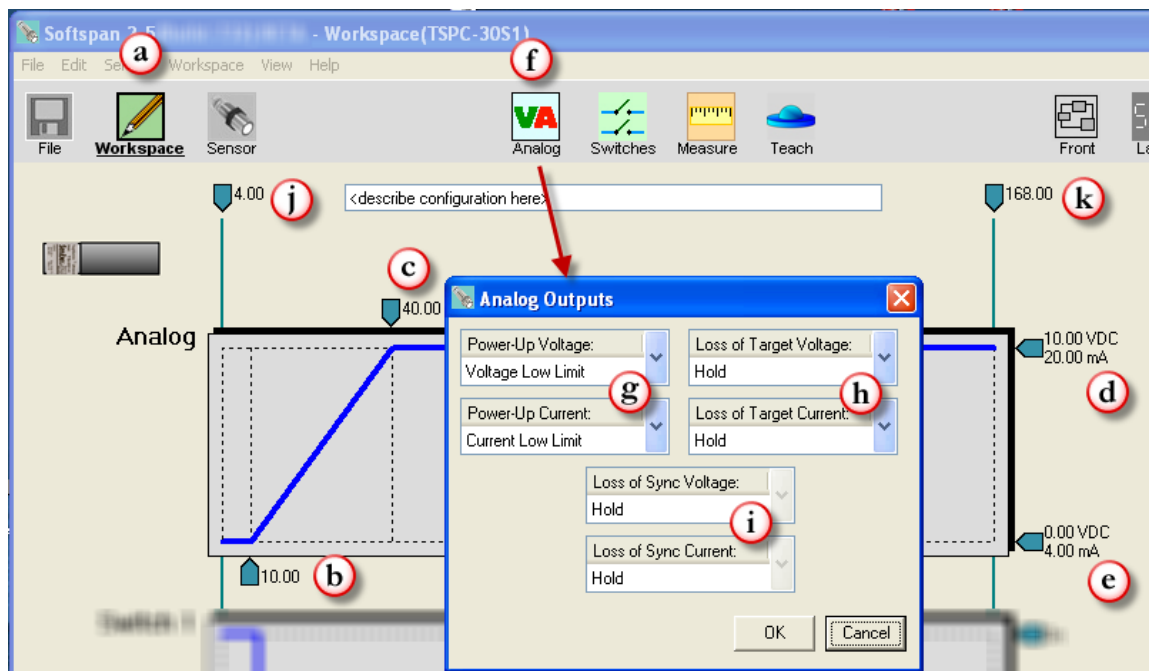 Softspan 2.5 - Workspace(TSPC-30S1)
a
File Edit Workspace View Help
f
VA
File Workspace Sensor Analog Switches Measure Teach Front
4.00 j <describe configuration here> 168.00 k
c
40.00
Analog
Analog Outputs
Power-Up Voltage: Loss of Target Voltage:
Voltage Low Limit g Hold h
Power-Up Current: Loss of Target Current:
Current Low Limit Hold
10.00 VDC
20.00 mA
d
Loss of Sync Voltage:
Hold i
Loss of Sync Current:
Hold
0.00 VDC
4.00 mA
e
10.00 b
OK Cancel
Switch 1